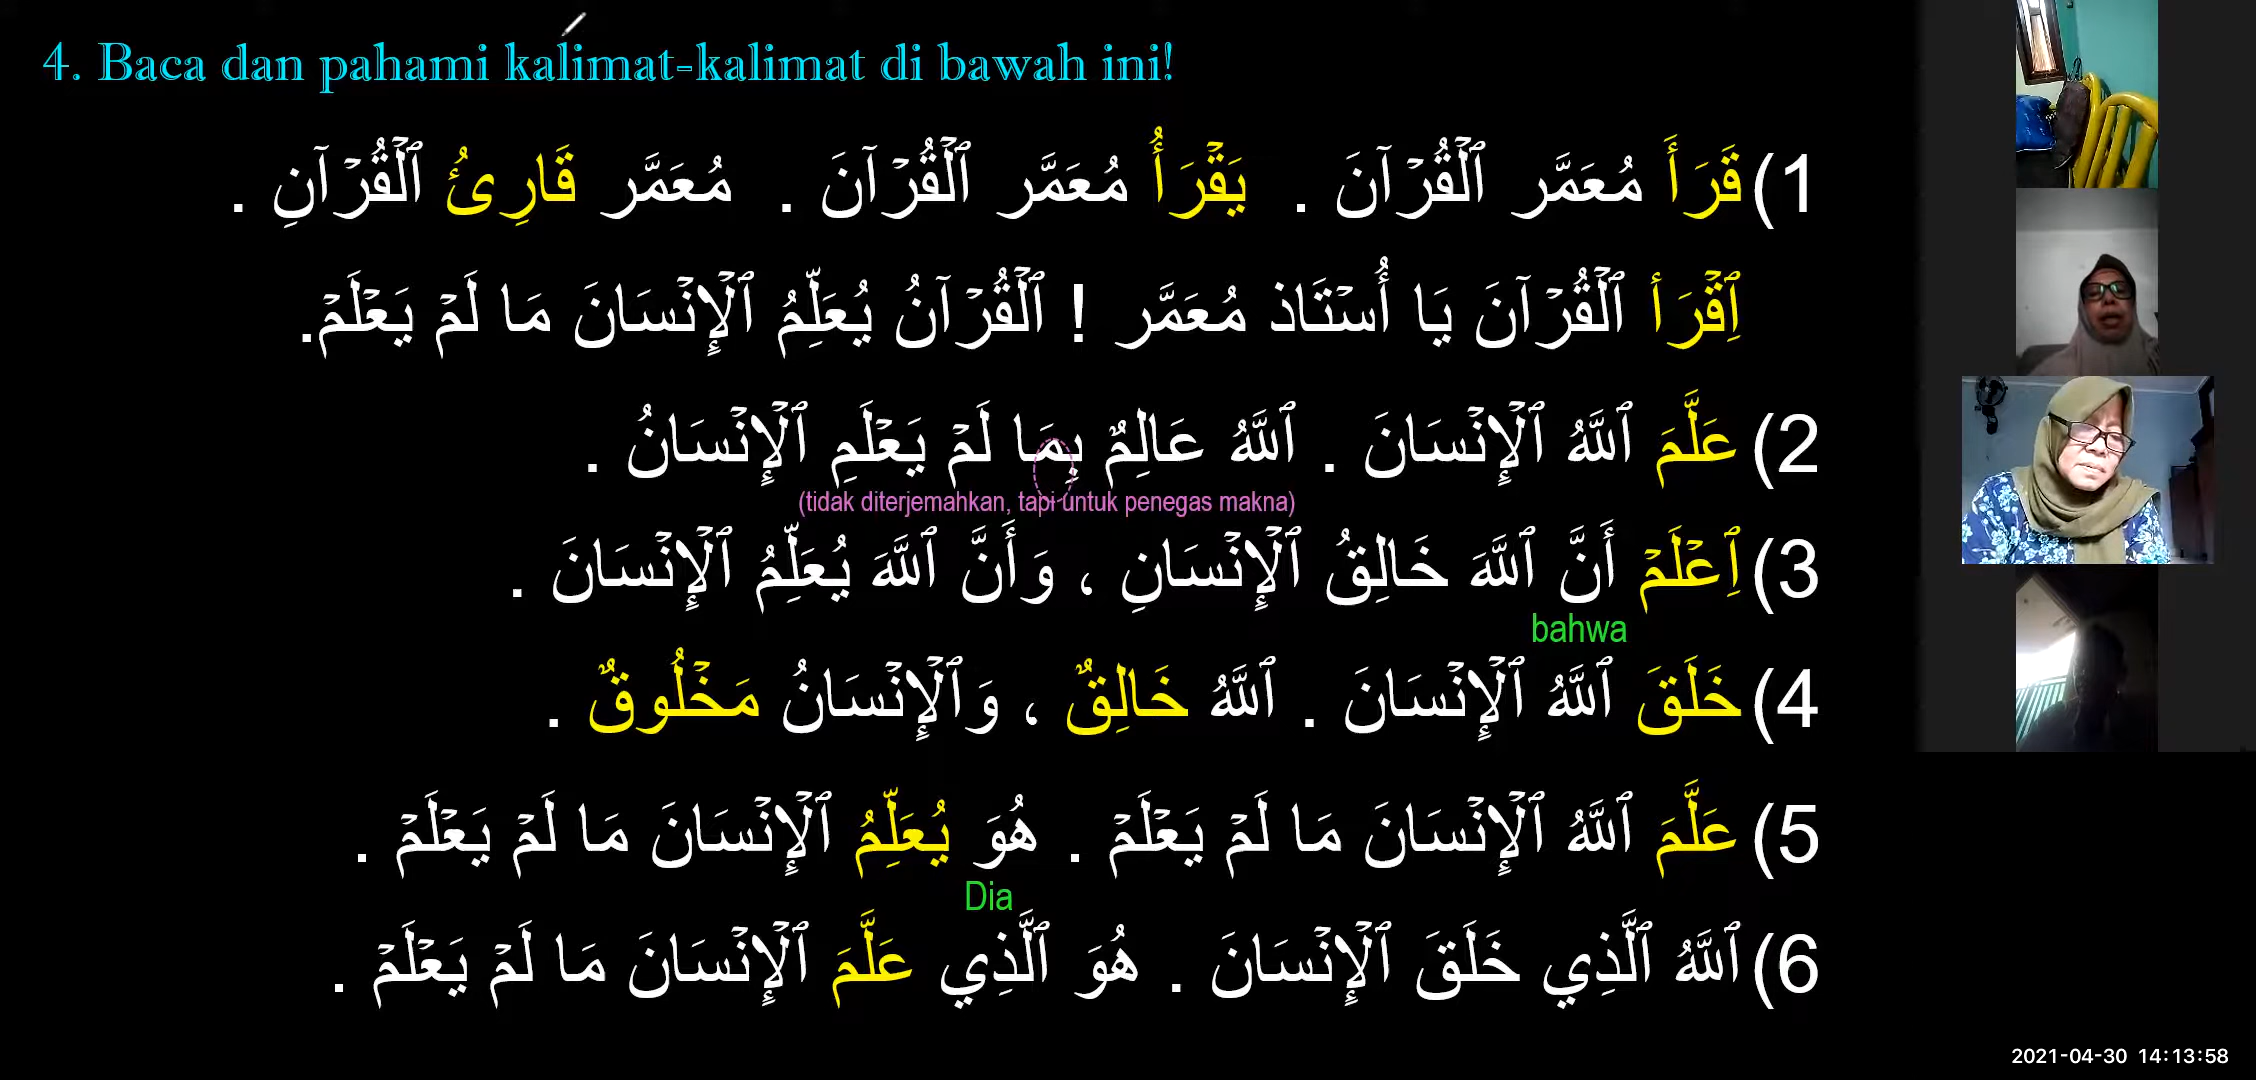 4. Baca dan pahami kalimat-kalimat di bawah ini!
1) قَرَأَ مُعَمَّر ٱلْقُرْآنَ . يَقْرَأُ مُعَمَّر ٱلْقُرْآنَ . مُعَمَّر قَارِئُ ٱلْقُرْآنِ .
ٱِقْرَأ ٱلْقُرْآنَ يَا أُسْتَاذ مُعَمَّر ! ٱلْقُرْآنُ يُعَلِّمُ ٱلْإِنْسَانَ مَا لَمْ يَعْلَمْ.
2) عَلَّمَ ٱللَّهُ ٱلْإِنْسَانَ . ٱللَّهُ عَالِمٌ بِمَا لَمْ يَعْلَمِ ٱلْإِنْسَانُ .
(tidak diterjemahkan, tapi untuk penegas makna)
3) ٱِعْلَمْ أَنَّ ٱللَّهَ خَالِقُ ٱلْإِنْسَانِ ، وَأَنَّ ٱللَّهَ يُعَلِّمُ ٱلْإِنْسَانَ .
bahwa
4) خَلَقَ ٱللَّهُ ٱلْإِنْسَانَ . ٱللَّهُ خَالِقٌ ، وَٱلْإِنْسَانُ مَخْلُوقٌ .
5) عَلَّمَ ٱللَّهُ ٱلْإِنْسَانَ مَا لَمْ يَعْلَمْ . هُوَ يُعَلِّمُ ٱلْإِنْسَانَ مَا لَمْ يَعْلَمْ .
Dia
6) ٱللَّهُ ٱلَّذِي خَلَقَ ٱلْإِنْسَانَ . هُوَ ٱلَّذِي عَلَّمَ ٱلْإِنْسَانَ مَا لَمْ يَعْلَمْ .
2021-04-30 14:13:58